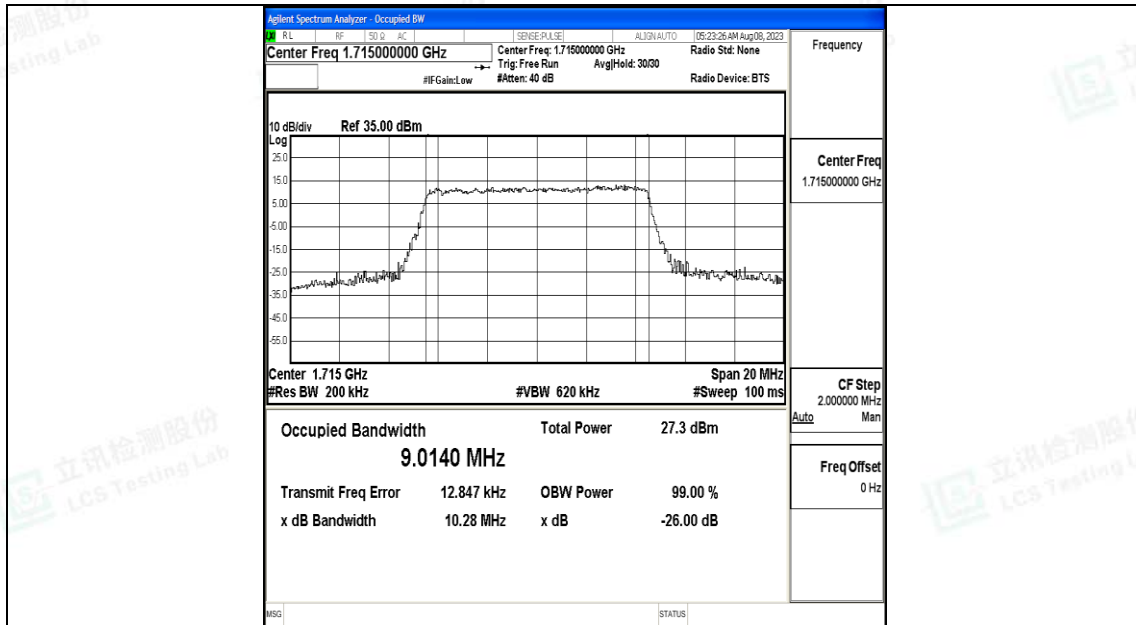 Agilent Spectrum Analyzer - Occupied BW
LXI RL RF 50 Ω AC SENSE:PULSE ALIGN AUTO 05:23:26 AM Aug 08, 2023
Center Freq 1.715000000 GHz
Center Freq: 1.715000000 GHz
Radio Std: None
Trig: Free Run Avg|Hold: 30/30
#IFGain:Low
#Atten: 40 dB
Radio Device: BTS
Frequency
10 dB/div Ref 35.00 dBm
Log
25.0
15.0
5.00
-5.00
-15.0
-25.0
-35.0
-45.0
-55.0
Center 1.715 GHz Span 20 MHz
#Res BW 200 kHz #VBW 620 kHz #Sweep 100 ms
Center Freq
1.715000000 GHz
CF Step
2.000000 MHz
Auto Man
Freq Offset
0 Hz
Occupied Bandwidth Total Power 27.3 dBm
9.0140 MHz
Transmit Freq Error 12.847 kHz OBW Power 99.00 %
x dB Bandwidth 10.28 MHz x dB -26.00 dB
MSG STATUS
立讯检测股份
LCS Testing Lab
立讯检测股份
LCS Testing L